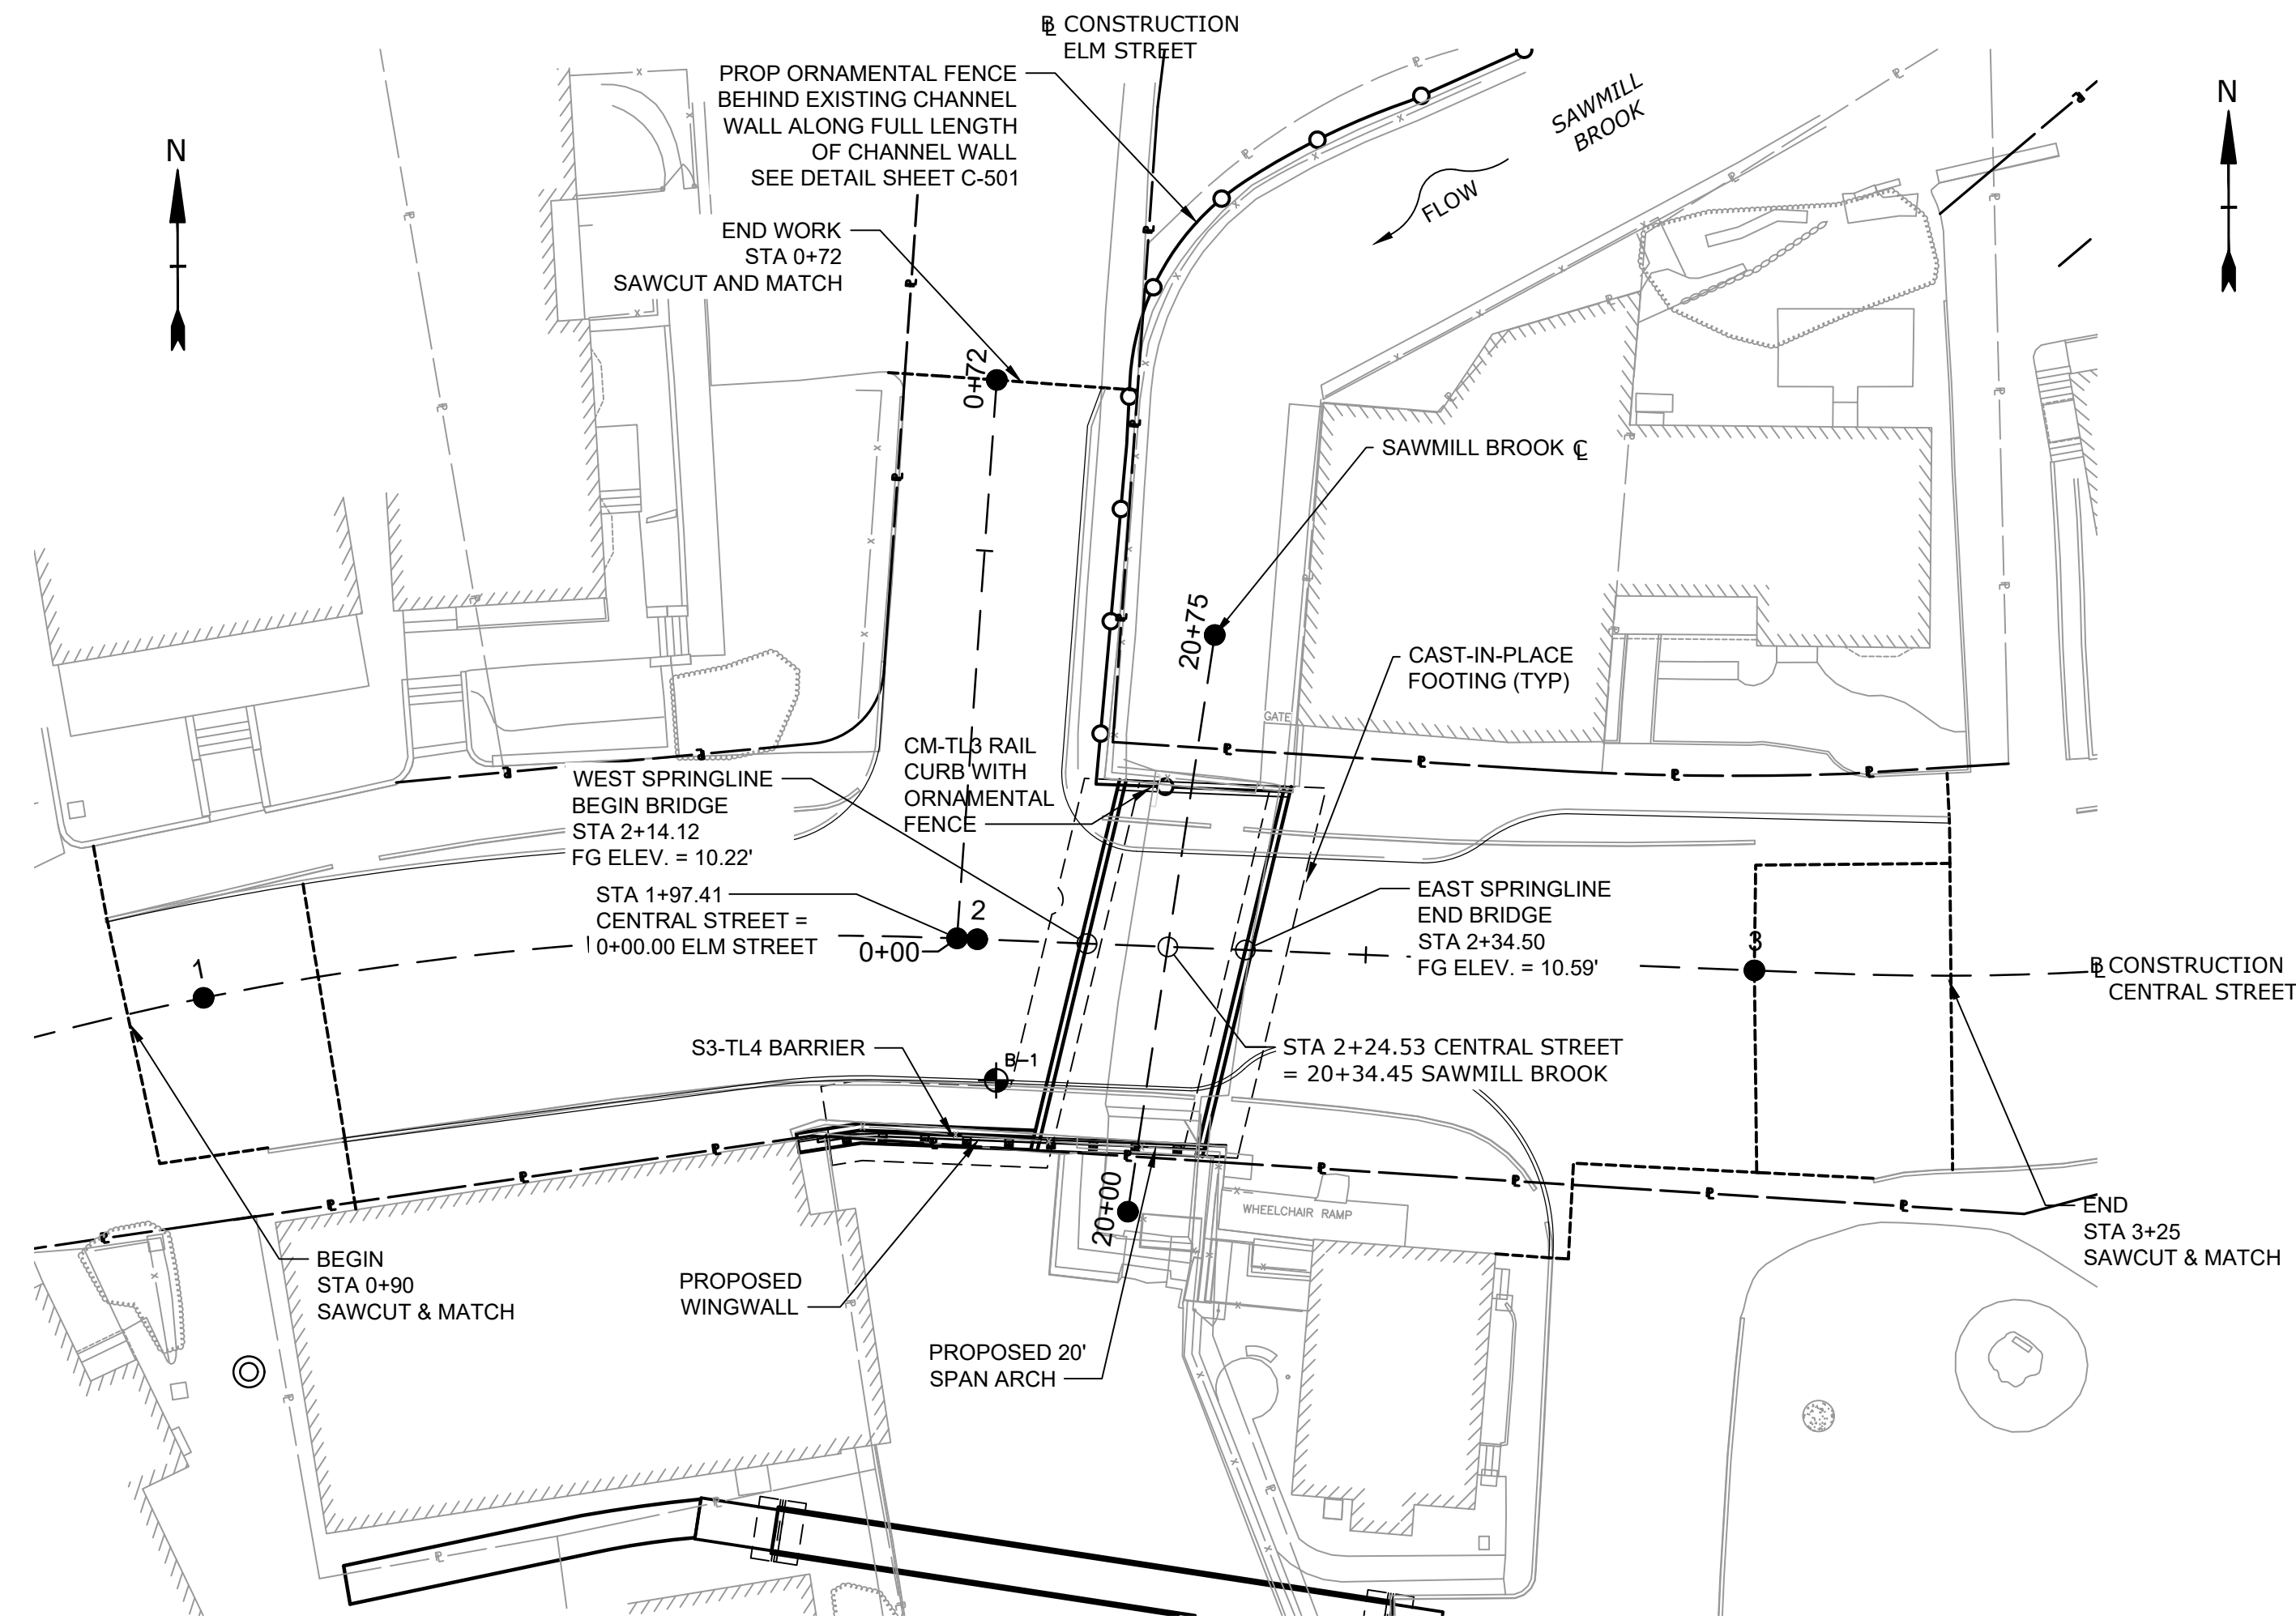 ℄ CONSTRUCTION
ELM STREET
PROP ORNAMENTAL FENCE
BEHIND EXISTING CHANNEL
WALL ALONG FULL LENGTH
OF CHANNEL WALL
SEE DETAIL SHEET C-501
SAWMILL
BROOK
N
N
FLOW
END WORK
STA 0+72
SAWCUT AND MATCH
0+72
SAWMILL BROOK ℄
20+75
CAST-IN-PLACE
FOOTING (TYP)
GATE
CM-TL3 RAIL
CURB WITH
ORNAMENTAL
FENCE
WEST SPRINGLINE
BEGIN BRIDGE
STA 2+14.12
FG ELEV. = 10.22'
STA 1+97.41
CENTRAL STREET =
0+00.00 ELM STREET
2
0+00
EAST SPRINGLINE
END BRIDGE
STA 2+34.50
FG ELEV. = 10.59'
1
3
BL CONSTRUCTION
CENTRAL STREET
S3-TL4 BARRIER
B-1
STA 2+24.53 CENTRAL STREET
= 20+34.45 SAWMILL BROOK
20+00
WHEELCHAIR RAMP
BEGIN
STA 0+90
SAWCUT & MATCH
PROPOSED
WINGWALL
END
STA 3+25
SAWCUT & MATCH
PROPOSED 20'
SPAN ARCH